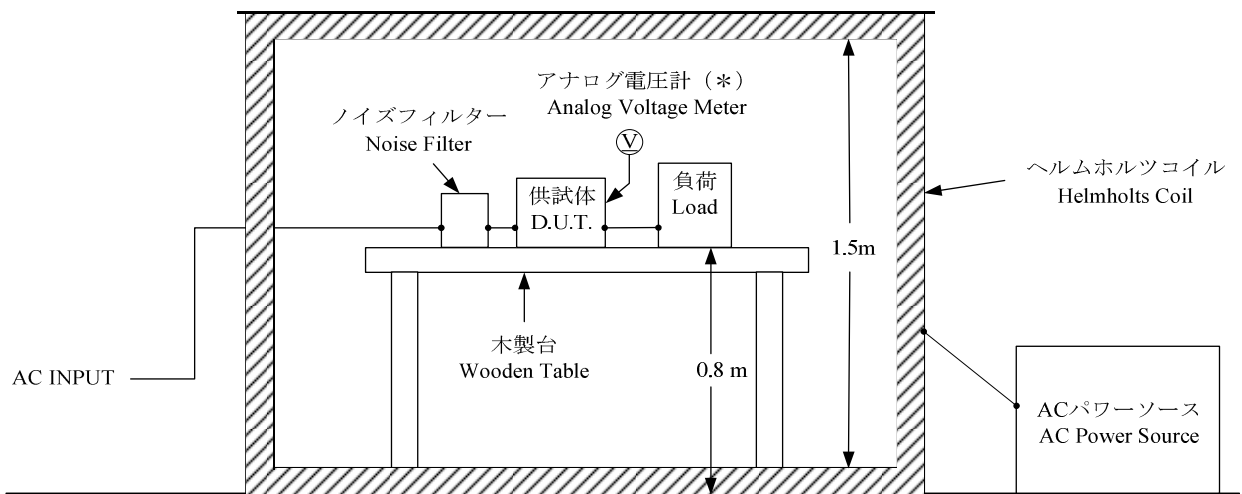 アナログ電圧計（＊）
Analog Voltage Meter
ノイズフィルター
Noise Filter
V
供試体
D.U.T.
負荷
Load
ヘルムホルツコイル
Helmholts Coil
1.5m
木製台
Wooden Table
0.8 m
AC INPUT
ACパワーソース
AC Power Source